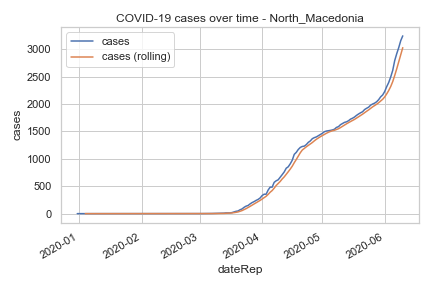 COVID-19 cases over time - North_Macedonia
cases
cases (rolling)
3000
2500
2000
1500
1000
500
0
cases
2020-01
2020-02
2020-03
2020-04
2020-05
2020-06
dateRep